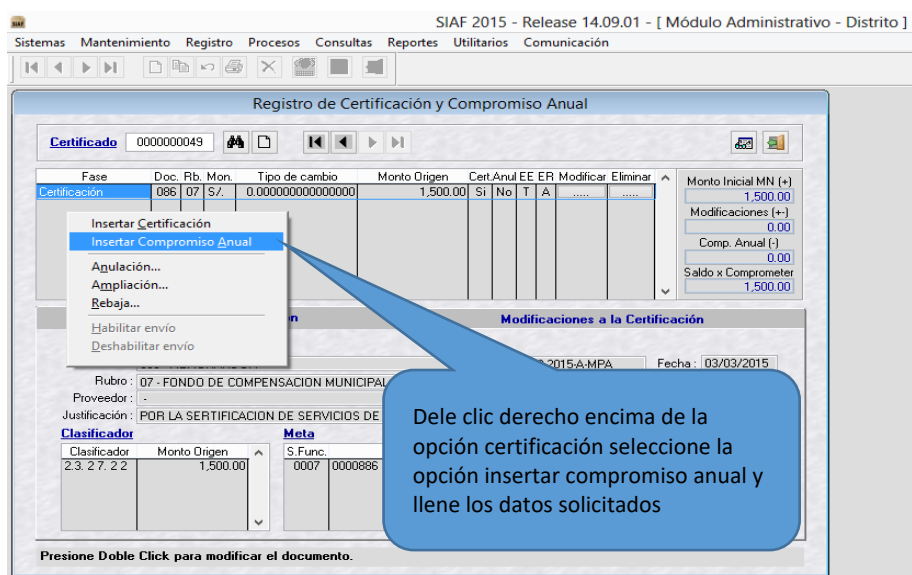 SIAF 2015 - Release 14.09.01 - [ Módulo Administrativo - Distrito ]
Sistemas Mantenimiento Registro Procesos Consultas Reportes Utilitarios Comunicación
Registro de Certificación y Compromiso Anual
Certificado 0000000049
Fase Doc. Rb. Mon. Tipo de cambio Monto Origen Cert. Anul EE ER Modificar Eliminar
Certificación 086 07 S/. 0.000000000000000 1,500.00 Si No T A ..... .....
Monto Inicial MN (+)
1,500.00
Modificaciones (+-)
0.00
Comp. Anual (-)
0.00
Saldo x Comprometer
1,500.00
Insertar Certificación
Insertar Compromiso Anual
Anulación...
Ampliación...
Rebaja...
Habilitar envío
Deshabilitar envío
Modificaciones a la Certificación
2015-A-MPA Fecha : 03/03/2015
Rubro : 07 - FONDO DE COMPENSACION MUNICIPAL
Proveedor : -
Justificación : POR LA SERTIFICACION DE SERVICIOS DE
Clasificador Meta
Clasificador Monto Origen S.Func.
2.3. 2 7. 2 2 1,500.00 0007 0000886
Dele clic derecho encima de la
opción certificación seleccione la
opción insertar compromiso anual y
llene los datos solicitados
Presione Doble Click para modificar el documento.